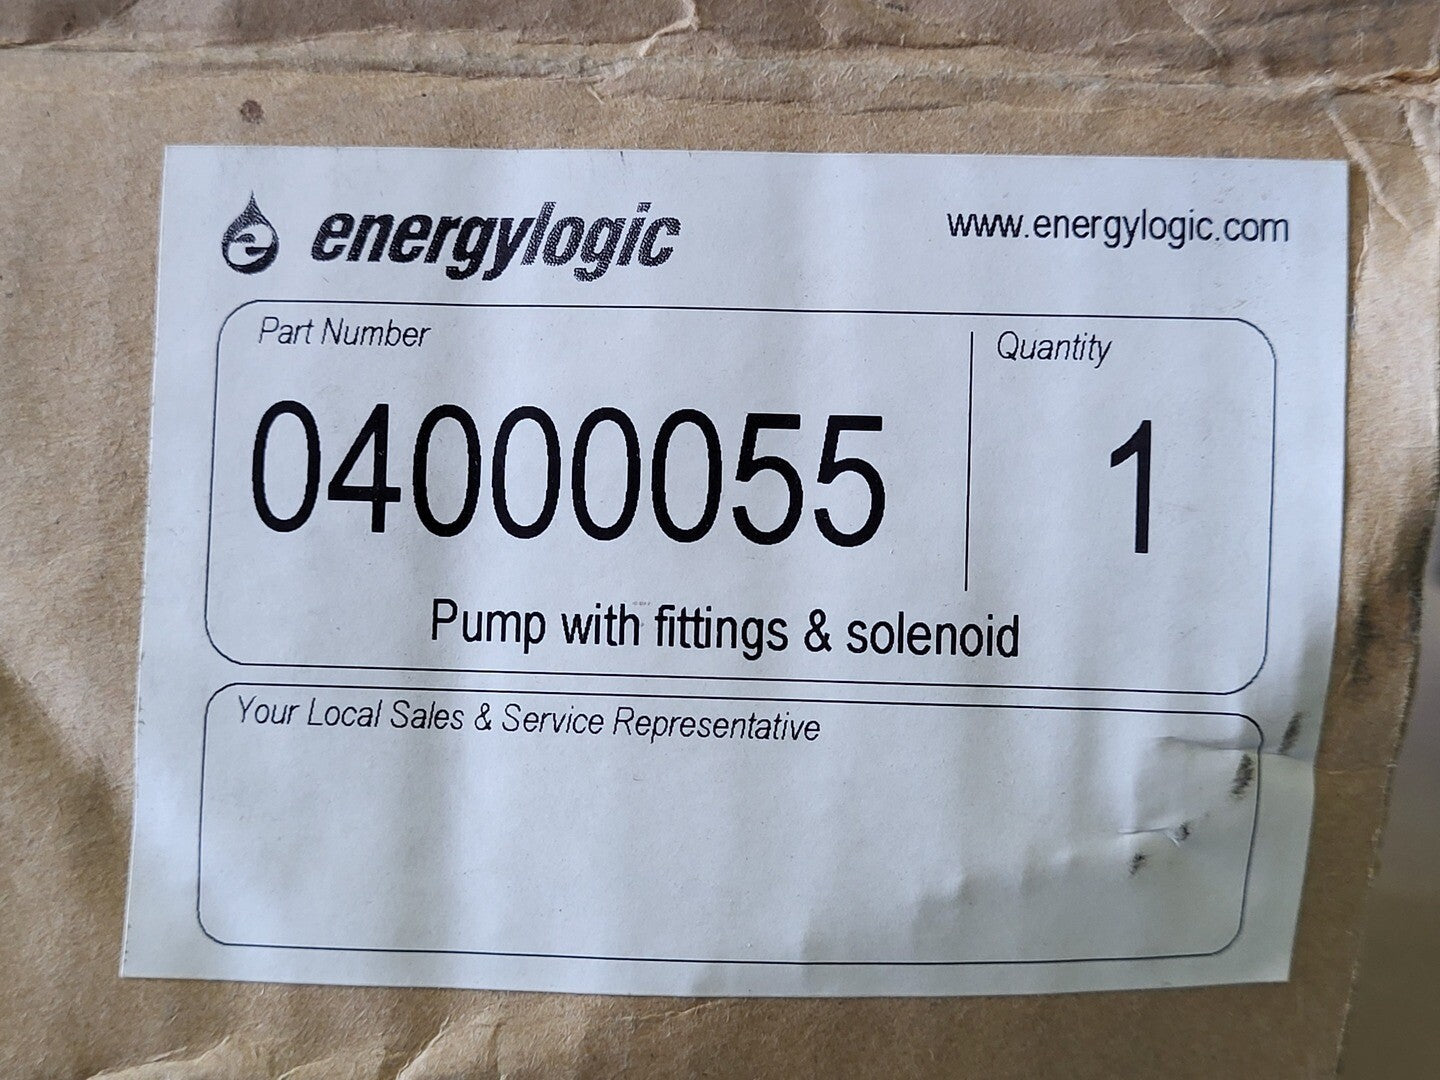 energylogic
www.energylogic.com
Part Number
Quantity
04000055
1
Pump with fittings & solenoid
Your Local Sales & Service Representative